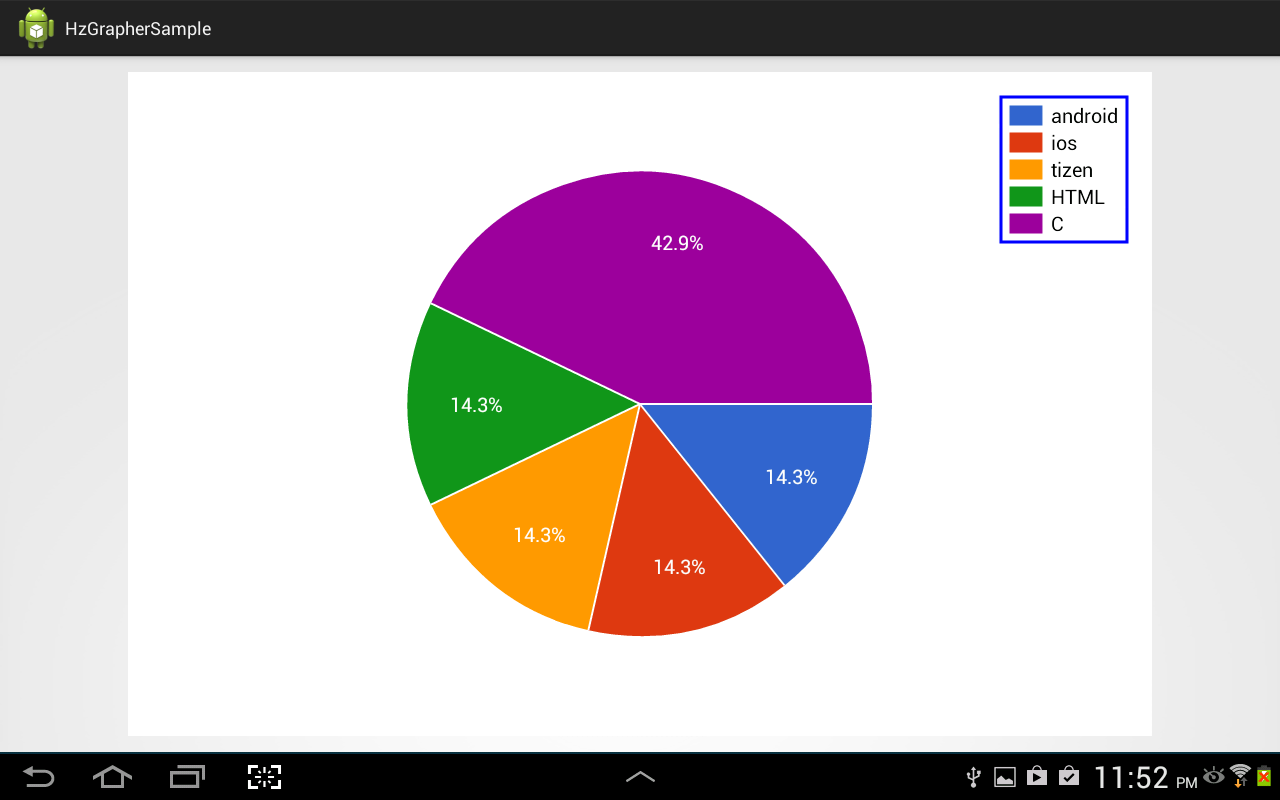 HzGrapherSample
android
ios
tizen
HTML
C
42.9%
14.3%
14.3%
14.3%
14.3%
11:52 PM